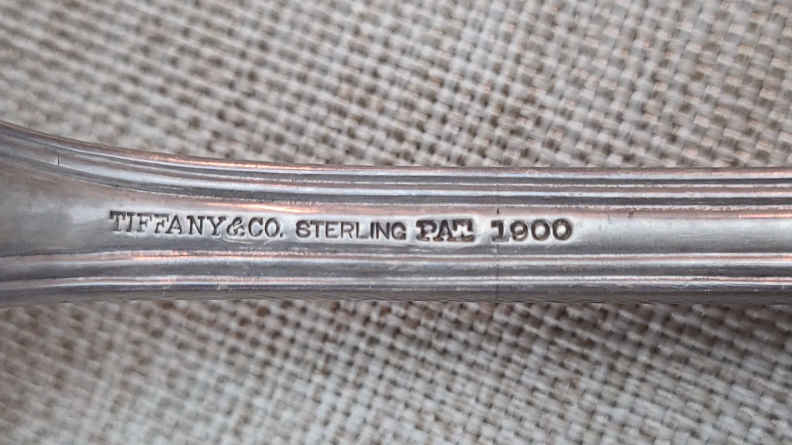 TIFFANY&CO. STERLING PAT. 1900